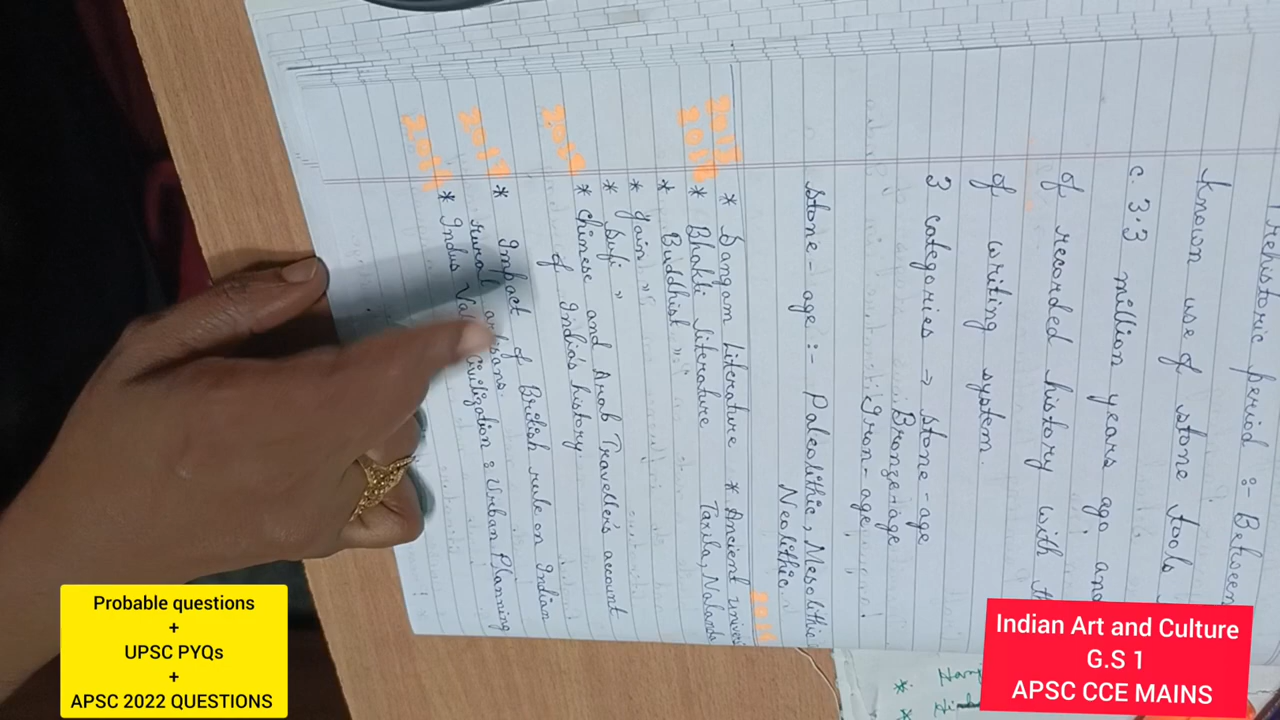 Prehistoric period :- Between
known use of stone tools
c. 3.3 million years ago and
of recorded history with th
of writing system.
3 categories → stone-age
Bronze-age
Iron-age
Stone-age :- Paleolithic, Mesolithic
Neolithic
* Sangam Literature * Ancient univer
* Bhakti literature Taxila, Nalanda
* Buddhist "
* Jain "
* Sufi "
2018
* Chinese and Arab Traveller's account
of India's history
2017
* Impact of British rule on Indian
rural artisans.
* Indus civilization : Urban Planning
Probable questions
+
UPSC PYQs
+
APSC 2022 QUESTIONS
Indian Art and Culture
G.S 1
APSC CCE MAINS